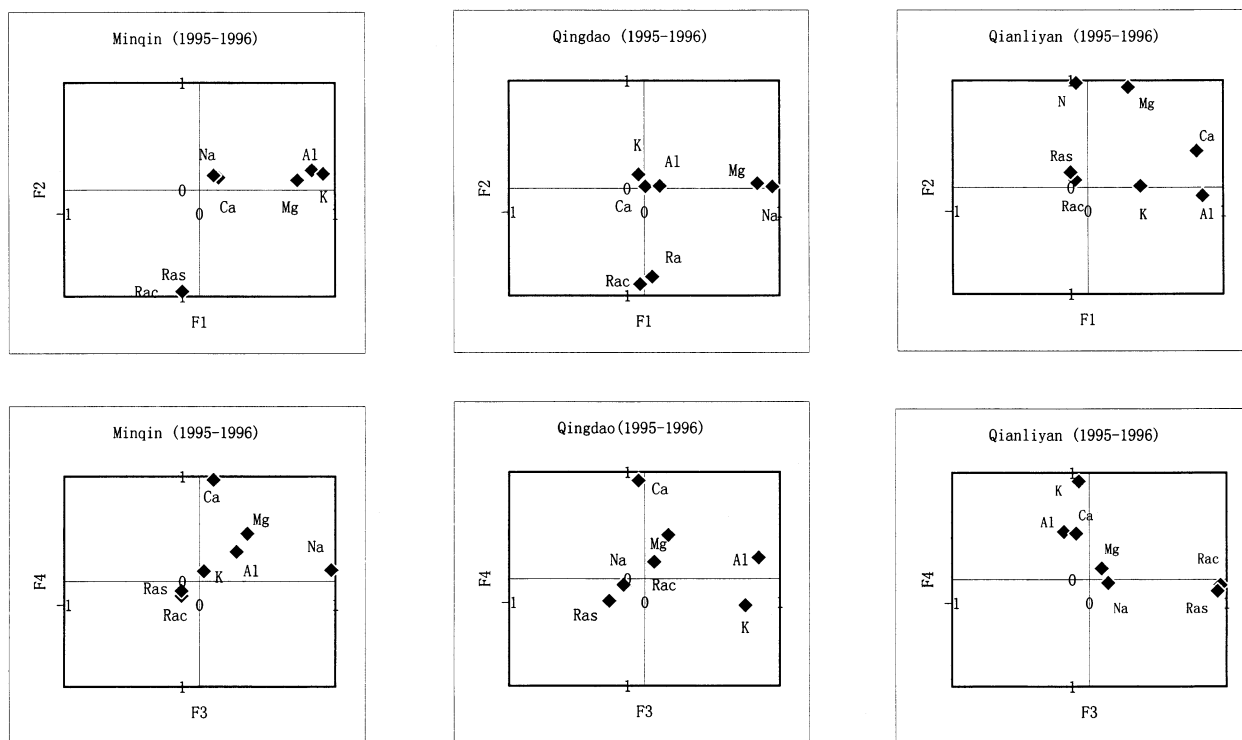 Minqin (1995-1996)
1
Na
Al
F2
0
-1
0
Ca
Mg
K
Ras
Rac
1
F1
Qingdao (1995-1996)
1
K
Al
Mg
F2
0
-1
Ca
0
Na
Ra
Rac
1
F1
Qianliyan (1995-1996)
1
N
Mg
Ca
Ras
F2
0
-1
Rac
0
K
Al
1
F1
Minqin (1995-1996)
1
Ca
Mg
Na
F4
0
K
Al
Ras
-1
0
Rac
1
F3
Qingdao(1995-1996)
1
Ca
Mg
Al
Na
F4
0
Rac
-1
0
Ras
K
1
F3
Qianliyan (1995-1996)
1
K
Al
Ca
Mg
Rac
F4
0
-1
0
Na
Ras
1
F3